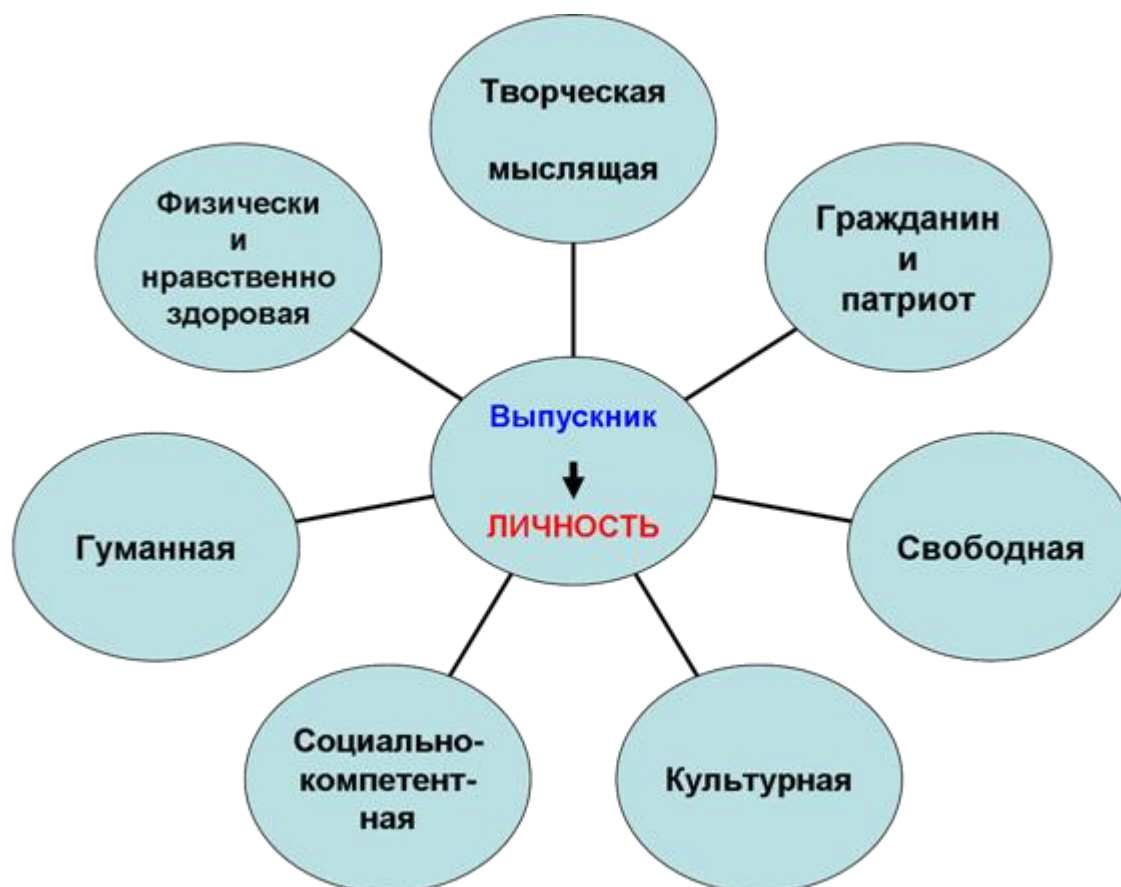 Творческая
мыслящая
Физически
и
нравственно
здоровая
Гражданин
и
патриот
Выпускник
ЛИЧНОСТЬ
Гуманная
Свободная
Социально-
компетент-
ная
Культурная